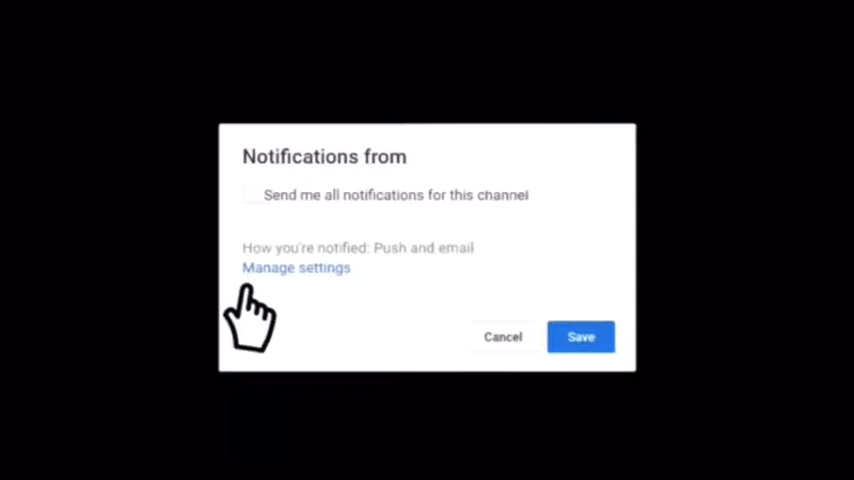 Notifications from
Send me all notifications for this channel
How you're notified: Push and email
Manage settings
Cancel
Save